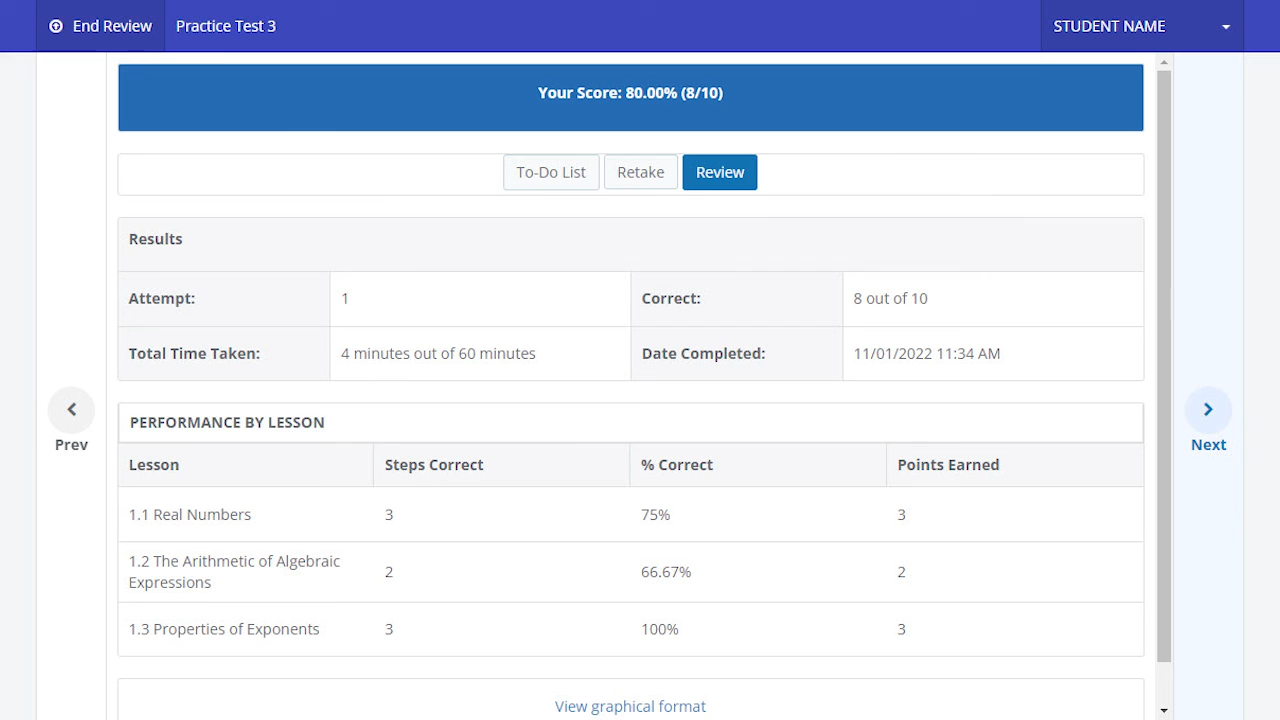 End Review Practice Test 3 STUDENT NAME
Your Score: 80.00% (8/10)
To-Do List Retake Review
Results
Attempt: 1 Correct: 8 out of 10
Total Time Taken: 4 minutes out of 60 minutes Date Completed: 11/01/2022 11:34 AM
PERFORMANCE BY LESSON
Prev
Next
Lesson Steps Correct % Correct Points Earned
1.1 Real Numbers 3 75% 3
1.2 The Arithmetic of Algebraic
Expressions 2 66.67% 2
1.3 Properties of Exponents 3 100% 3
View graphical format